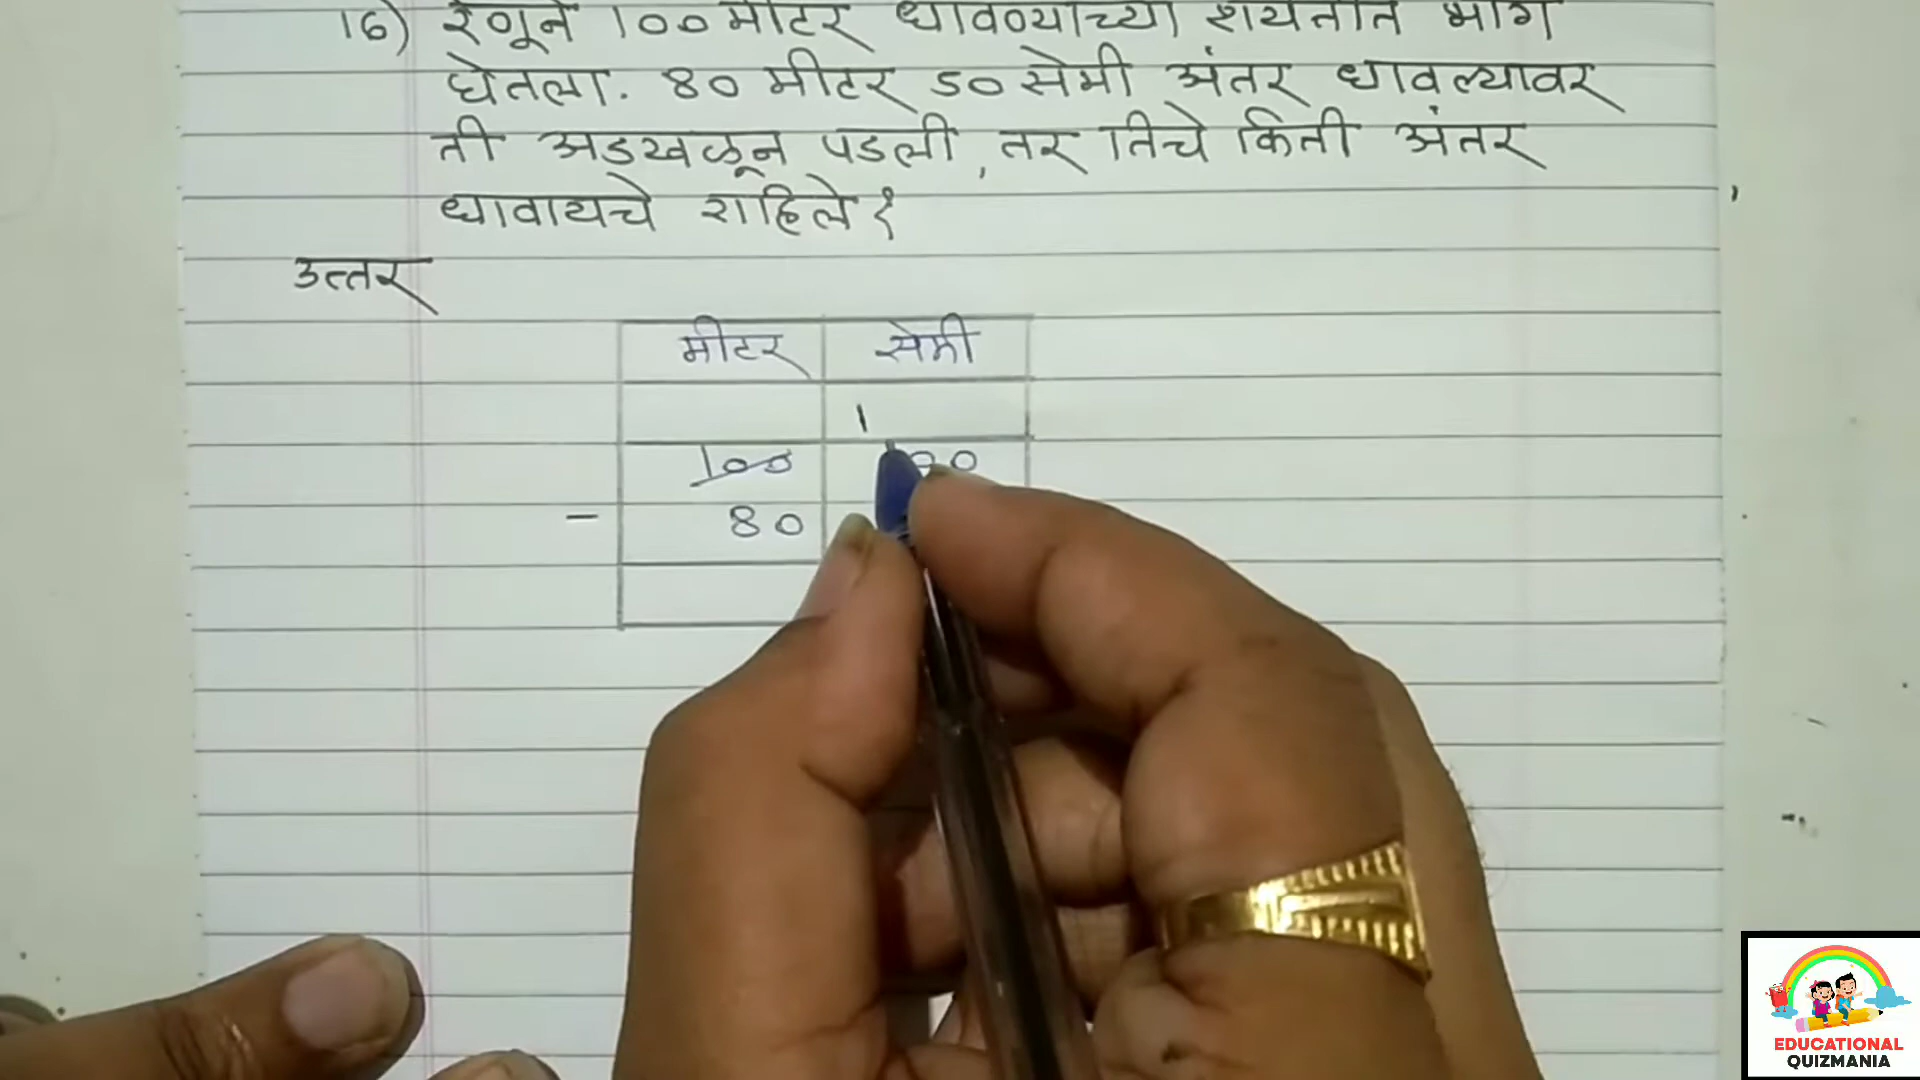 16) रेणूने 100 मीटर धावण्याच्या शर्यतीत भाग
घेतला. 80 मीटर 50 सेमी अंतर धावल्यावर
ती अडखळून पडली, तर तिचे किती अंतर
धावायचे राहिले?
उत्तर
मीटर सेमी
1
100 00
- 80
EDUCATIONAL
QUIZMANIA